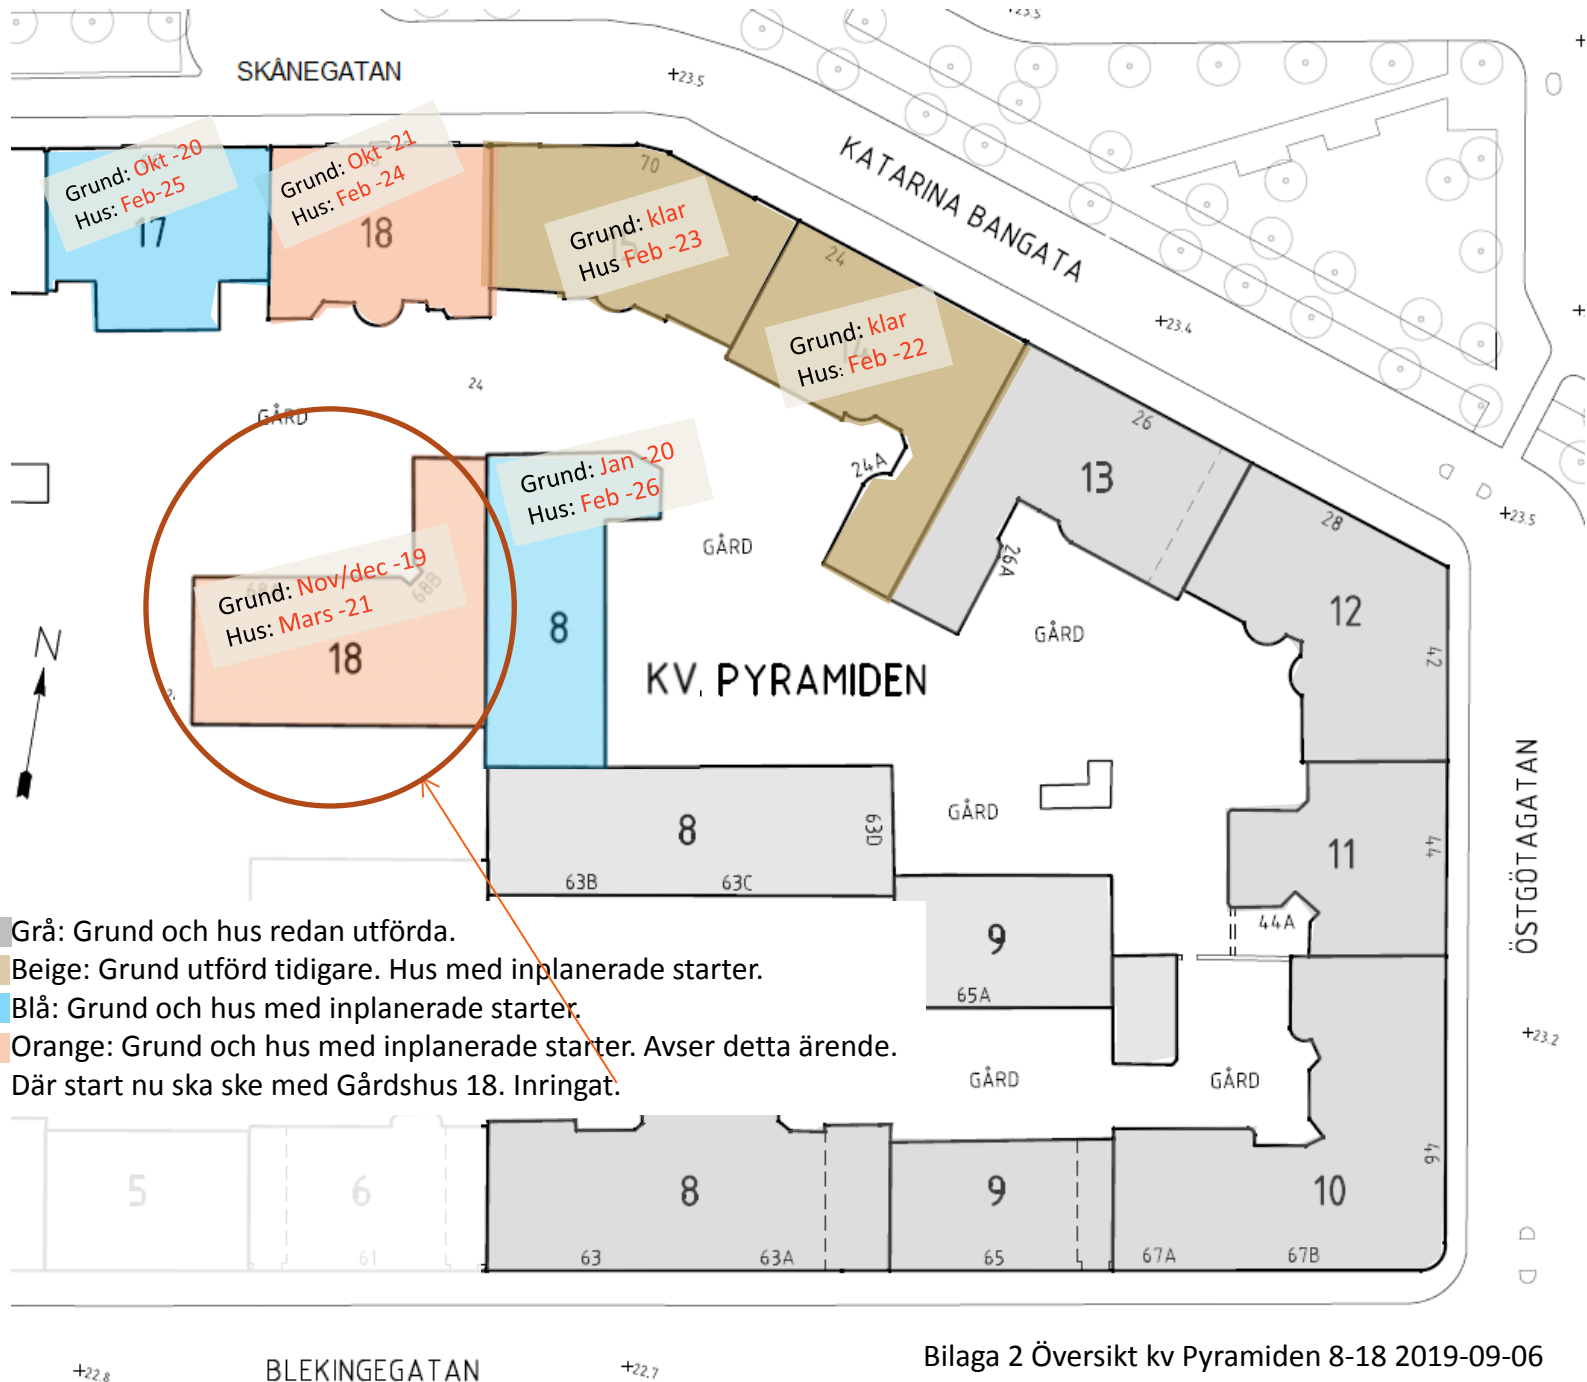 +23.5
SKÅNEGATAN
+23.5
KATARINA BANGATA
Grund: Okt -20
Hus: Feb-25
17
Grund: Okt -21
Hus: Feb -24
18
70
Grund: klar
Hus Feb -23
15
24
Grund: klar
Hus: Feb -22
14
+23.4
24
GÅRD
24A
26
13
26A
28
+23.5
12
42
Grund: Jan -20
Hus: Feb -26
8
GÅRD
GÅRD
Grund: Nov/dec -19
Hus: Mars -21
68B
18
N
KV. PYRAMIDEN
ÖSTGÖTAGATAN
8
63D
63B
63C
GÅRD
11
44
44A
9
65A
Grå: Grund och hus redan utförda.
Beige: Grund utförd tidigare. Hus med inplanerade starter.
Blå: Grund och hus med inplanerade starter.
Orange: Grund och hus med inplanerade starter. Avser detta ärende.
Där start nu ska ske med Gårdshus 18. Inringat.
GÅRD
GÅRD
+23.2
5
6
61
8
63
63A
9
65
10
46
67A
67B
+22.8
BLEKINGEGATAN
+22.7
Bilaga 2 Översikt kv Pyramiden 8-18 2019-09-06